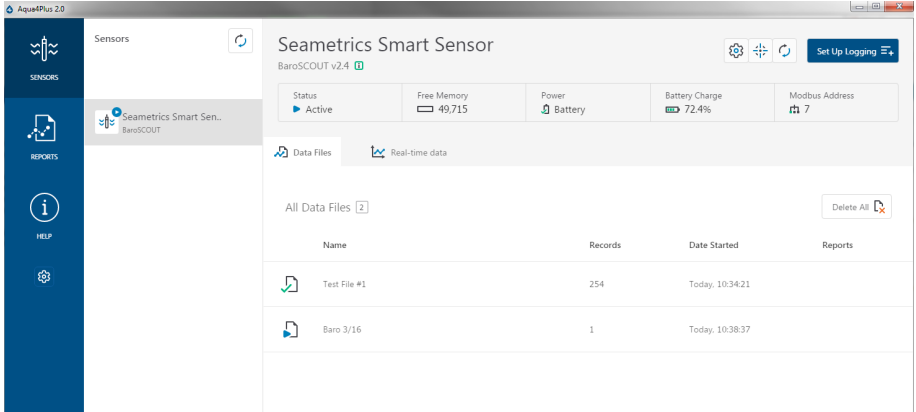 Aqua4Plus 2.0
SENSORS
REPORTS
HELP
Sensors
Seametrics Smart Sen..
BaroSCOUT
Seametrics Smart Sensor
BaroSCOUT v2.4
Set Up Logging
Status Free Memory Power Battery Charge Modbus Address
Active 49,715 Battery 72.4% 7
Data Files Real-time data
All Data Files 2
Delete All
Name Records Date Started Reports
Test File #1 254 Today, 10:34:21
Baro 3/16 1 Today, 10:38:37